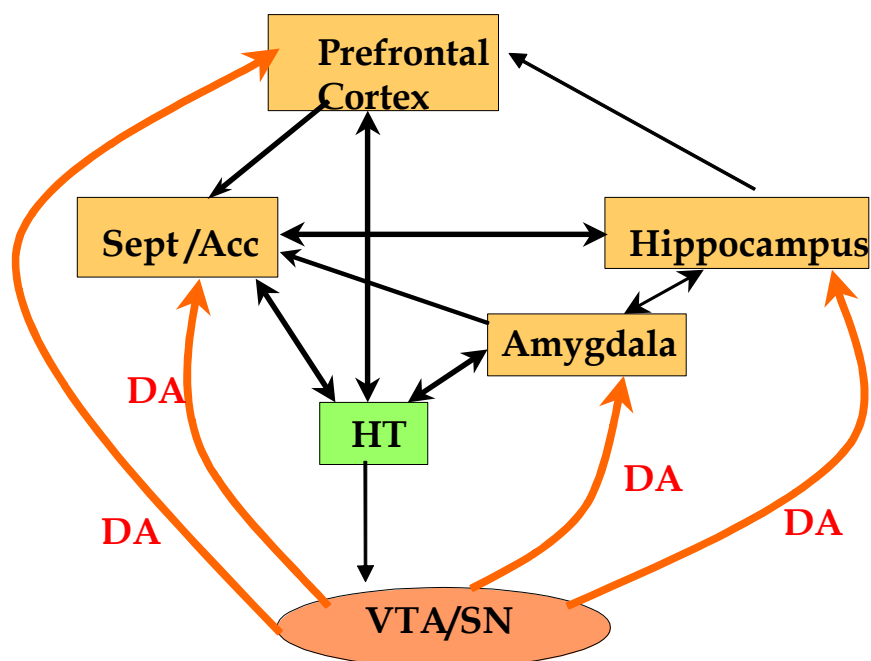 Prefrontal
Cortex
Sept/Acc
Hippocampus
Amygdala
DA
HT
DA
DA
DA
VTA/SN